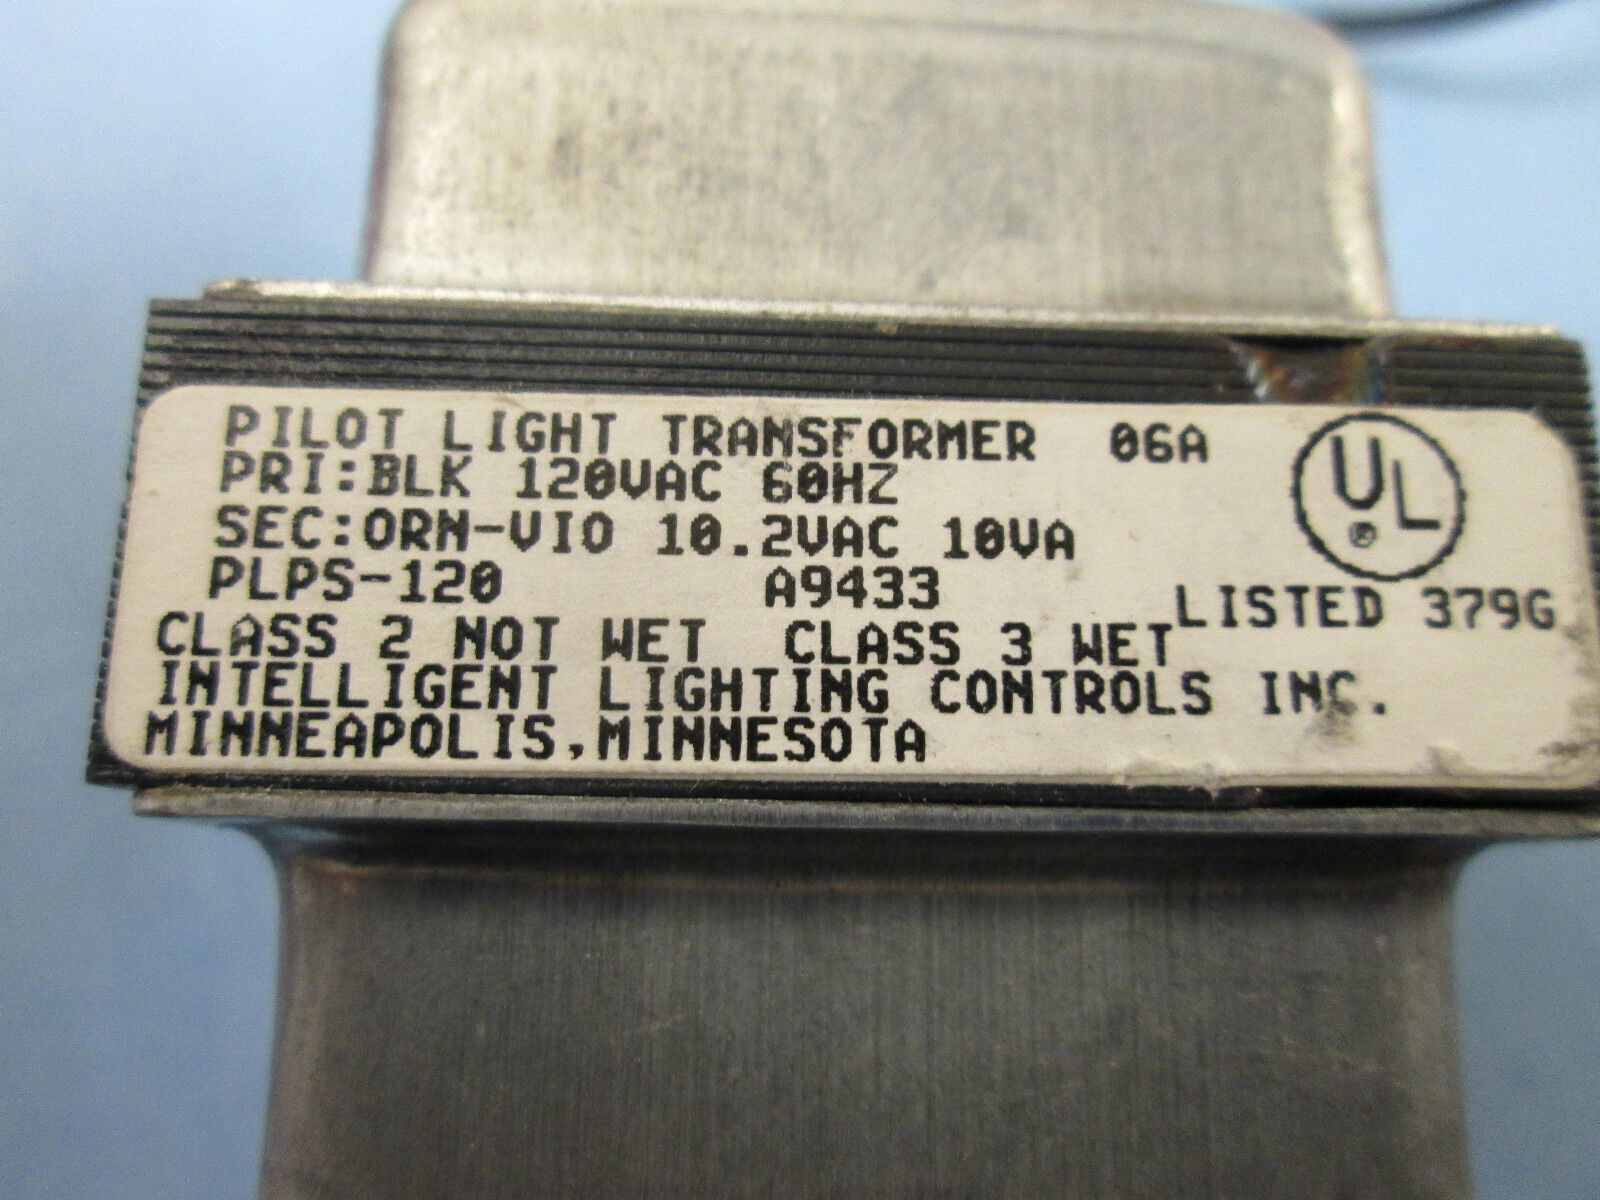 PILOT LIGHT TRANSFORMER 06A
PRI:BLK 120VAC 60HZ
SEC:ORN-VIO 10.2VAC 10VA
PLPS-120 A9433
CLASS 2 NOT WET CLASS 3 WET
INTELLIGENT LIGHTING CONTROLS INC.
MINNEAPOLIS,MINNESOTA
UL ®
LISTED 379G